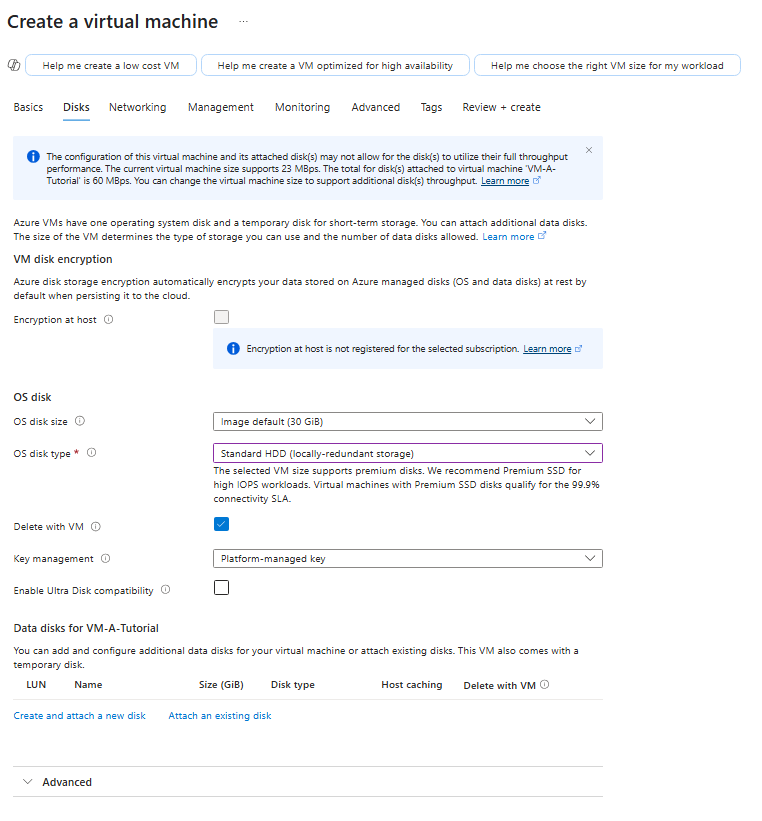 Create a virtual machine ...
Help me create a low cost VM
Help me create a VM optimized for high availability
Help me choose the right VM size for my workload
Basics Disks Networking Management Monitoring Advanced Tags Review + create
The configuration of this virtual machine and its attached disk(s) may not allow for the disk(s) to utilize their full throughput
performance. The current virtual machine size supports 23 MBps. The total for disk(s) attached to virtual machine 'VM-A-
Tutorial' is 60 MBps. You can change the virtual machine size to support additional disk(s) throughput. Learn more
Azure VMs have one operating system disk and a temporary disk for short-term storage. You can attach additional data disks.
The size of the VM determines the type of storage you can use and the number of data disks allowed. Learn more
VM disk encryption
Azure disk storage encryption automatically encrypts your data stored on Azure managed disks (OS and data disks) at rest by
default when persisting it to the cloud.
Encryption at host
Encryption at host is not registered for the selected subscription. Learn more
OS disk
OS disk size Image default (30 GiB)
OS disk type * Standard HDD (locally-redundant storage)
The selected VM size supports premium disks. We recommend Premium SSD for
high IOPS workloads. Virtual machines with Premium SSD disks qualify for the 99.9%
connectivity SLA.
Delete with VM
Key management Platform-managed key
Enable Ultra Disk compatibility
Data disks for VM-A-Tutorial
You can add and configure additional data disks for your virtual machine or attach existing disks. This VM also comes with a
temporary disk.
LUN Name Size (GiB) Disk type Host caching Delete with VM
Create and attach a new disk Attach an existing disk
Advanced